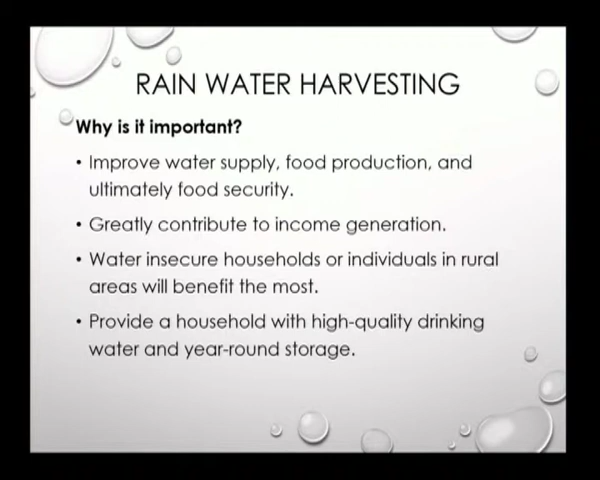 RAIN WATER HARVESTING
Why is it important?
• Improve water supply, food production, and
ultimately food security.
• Greatly contribute to income generation.
• Water insecure households or individuals in rural
areas will benefit the most.
• Provide a household with high-quality drinking
water and year-round storage.